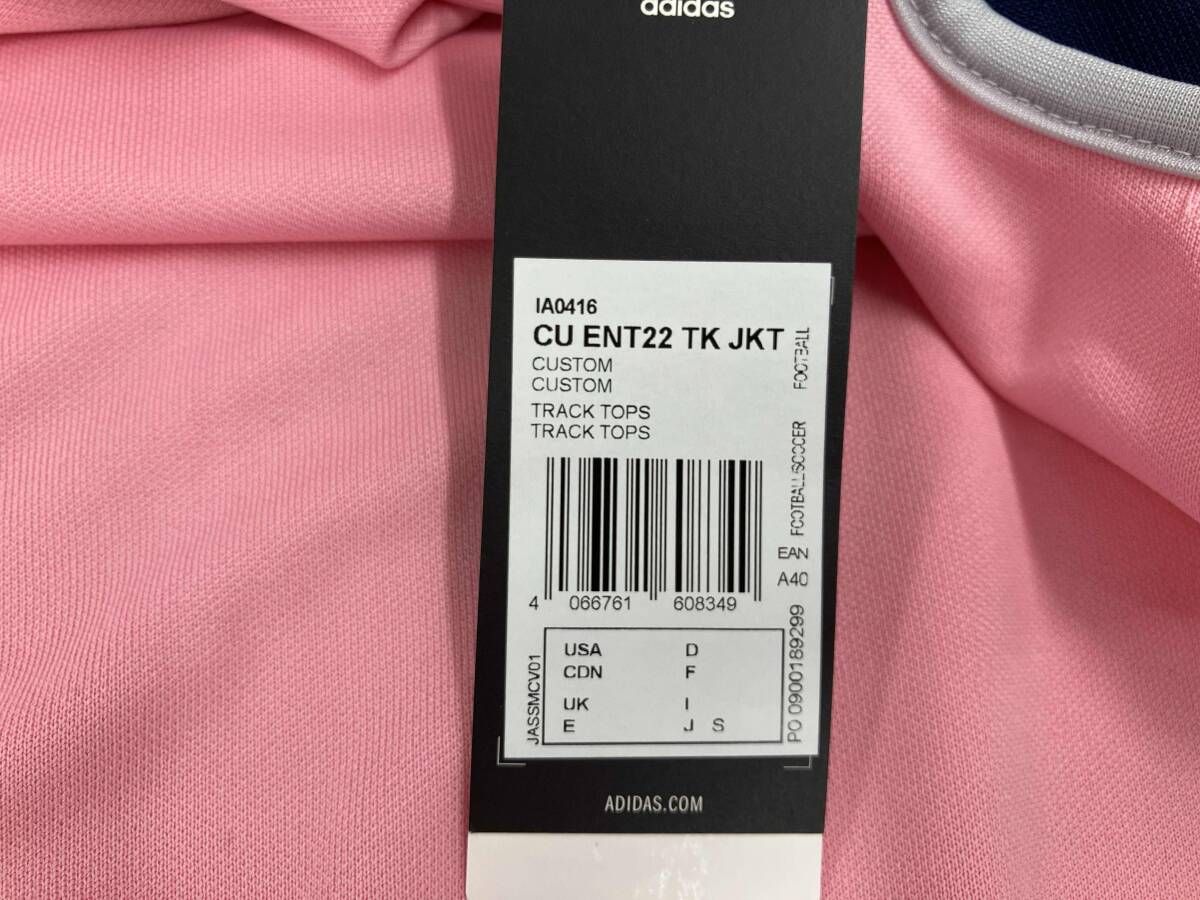 adidas
IA0416
CU ENT22 TK JKT
CUSTOM
CUSTOM
TRACK TOPS
TRACK TOPS
FOOTBALL/SOCCER FOOTBALL
EAN
A40
4 066761 608349
PO 0900189299
JASSMCV01
USA D
CDN F
UK I
E J S
ADIDAS.COM